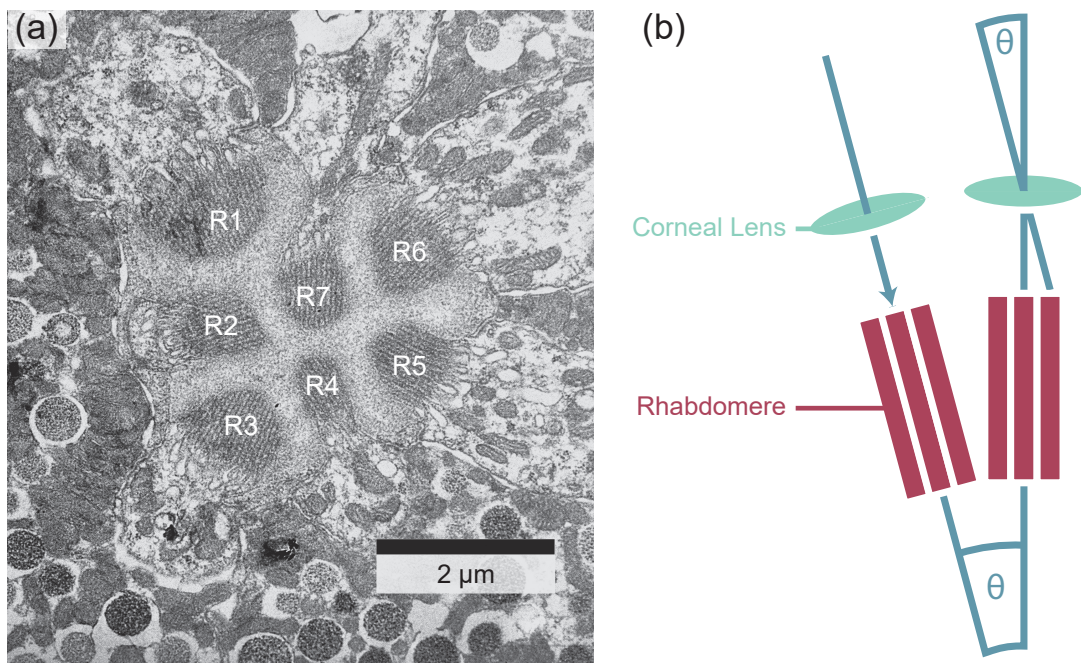 (a)
R1
R6
R7
R2
R5
R4
R3
2 µm
(b)
θ
Corneal Lens
Rhabdomere
θ